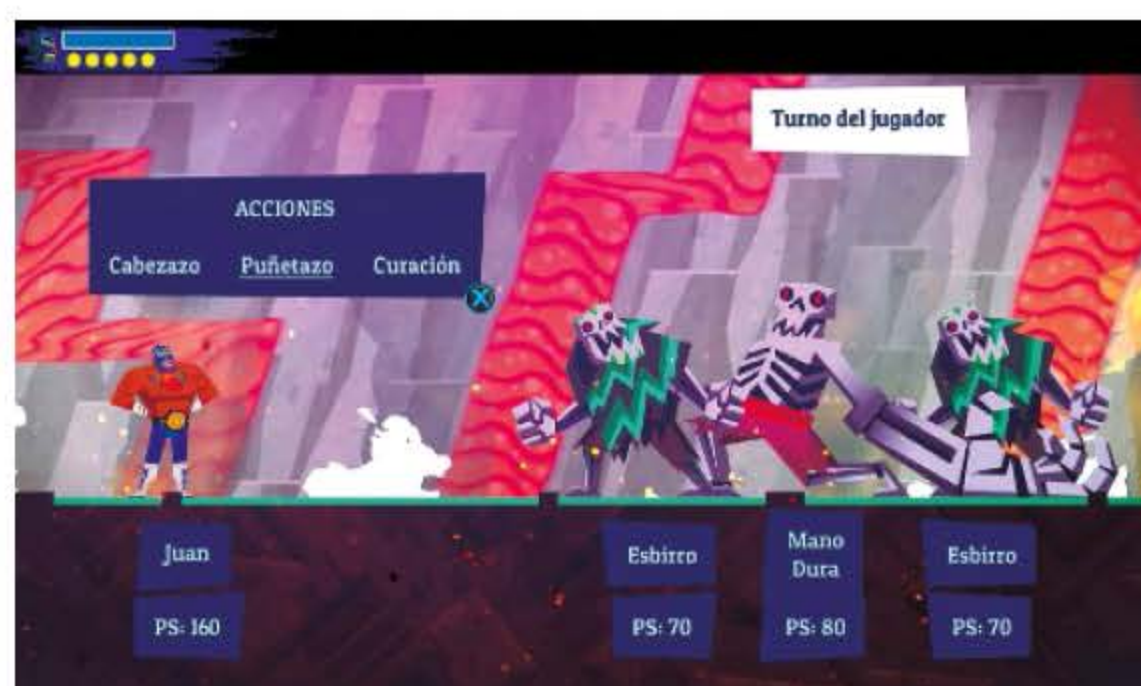 Turno del jugador
ACCIONES
Cabezazo Puñetazo Curación
X
Juan
Esbirro
Mano
Dura
Esbirro
PS: 160
PS: 70
PS: 80
PS: 70